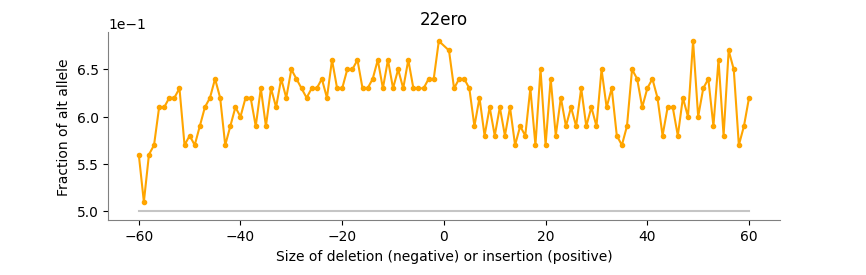 22ero
1e−1
Fraction of alt allele
6.5
6.0
5.5
5.0
−60 −40 −20 0 20 40 60
Size of deletion (negative) or insertion (positive)